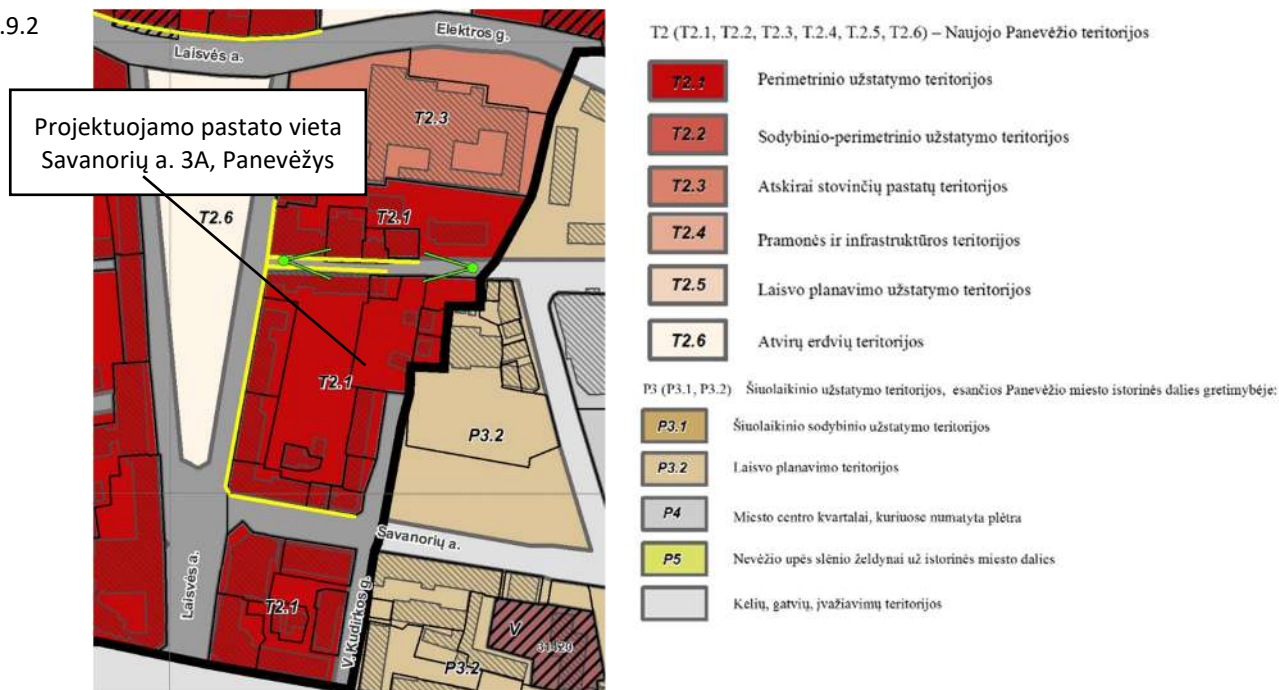 .9.2
Elektros g.
Laisvės a.
T2.3
Projektuojamo pastato vieta
Savanorių a. 3A, Panevėžys
T2.6
T2.1
T2.1
P3.2
Savanorių a.
Laisvės a.
T2.1
V. Kudirkos g.
V
31420
P3.2
T2 (T2.1, T2.2, T2.3, T.2.4, T.2.5, T2.6) – Naujojo Panevėžio teritorijos
T2.1 Perimetrinio užstatymo teritorijos
T2.2 Sodybinio-perimetrinio užstatymo teritorijos
T2.3 Atskirai stovinčių pastatų teritorijos
T2.4 Pramonės ir infrastruktūros teritorijos
T2.5 Laisvo planavimo užstatymo teritorijos
T2.6 Atvirų erdvių teritorijos
P3 (P3.1, P3.2) Šiuolaikinio užstatymo teritorijos, esančios Panevėžio miesto istorinės dalies gretimybėje:
P3.1 Šiuolaikinio sodybinio užstatymo teritorijos
P3.2 Laisvo planavimo teritorijos
P4 Miesto centro kvartalai, kuriuose numatyta plėtra
P5 Nevėžio upės slėnio želdynai už istorinės miesto dalies
Kelių, gatvių, įvažiavimų teritorijos